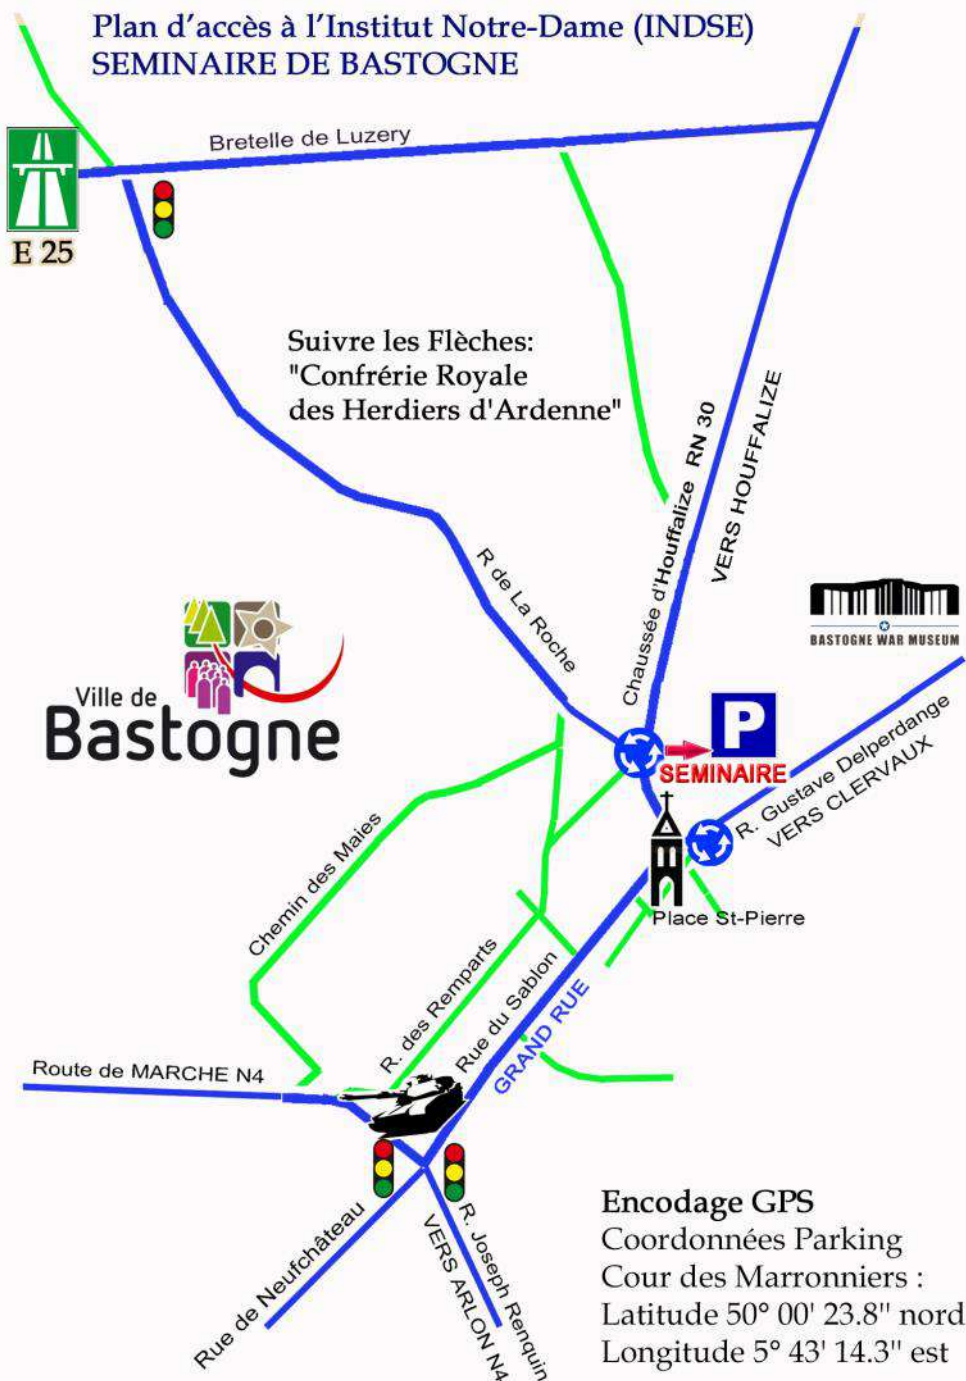 Plan d'accès à l'Institut Notre-Dame (INDSE)
SEMINAIRE DE BASTOGNE
Bretelle de Luzery
E 25
Suivre les Flèches:
"Confrérie Royale
des Herdiers d'Ardenne"
Chaussée d'Houffalize RN 30
VERS HOUFFALIZE
R de La Roche
BASTOGNE WAR MUSEUM
Ville de
Bastogne
P
SEMINAIRE
R. Gustave Delperdange
VERS CLERVAUX
Chemin des Maies
Place St-Pierre
R. des Remparts
Rue du Sablon
GRAND RUE
Route de MARCHE N4
Rue de Neufchâteau
VERS ARLON N4
R. Joseph Renquin
Encodage GPS
Coordonnées Parking
Cour des Marronniers :
Latitude 50° 00' 23.8" nord
Longitude 5° 43' 14.3" est